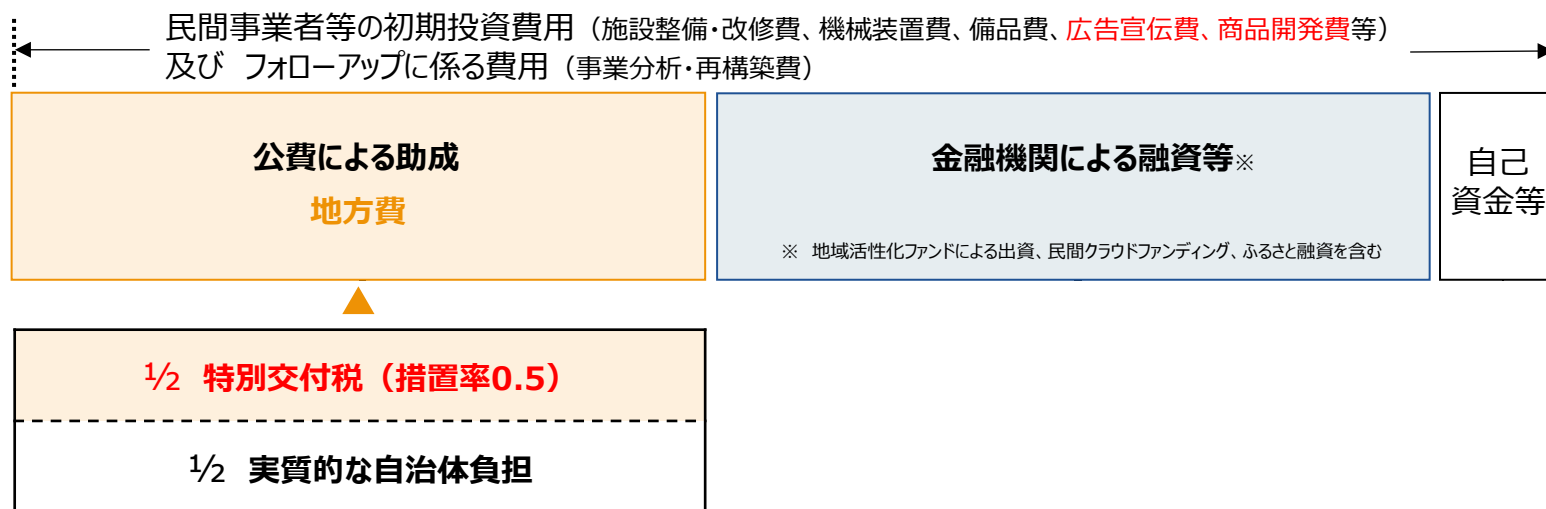 民間事業者等の初期投資費用（施設整備・改修費、機械装置費、備品費、広告宣伝費、商品開発費等）
及び フォローアップに係る費用（事業分析・再構築費）
公費による助成
地方費
金融機関による融資等※
※ 地域活性化ファンドによる出資、民間クラウドファンディング、ふるさと融資を含む
自己
資金等
½ 特別交付税（措置率0.5）
½ 実質的な自治体負担